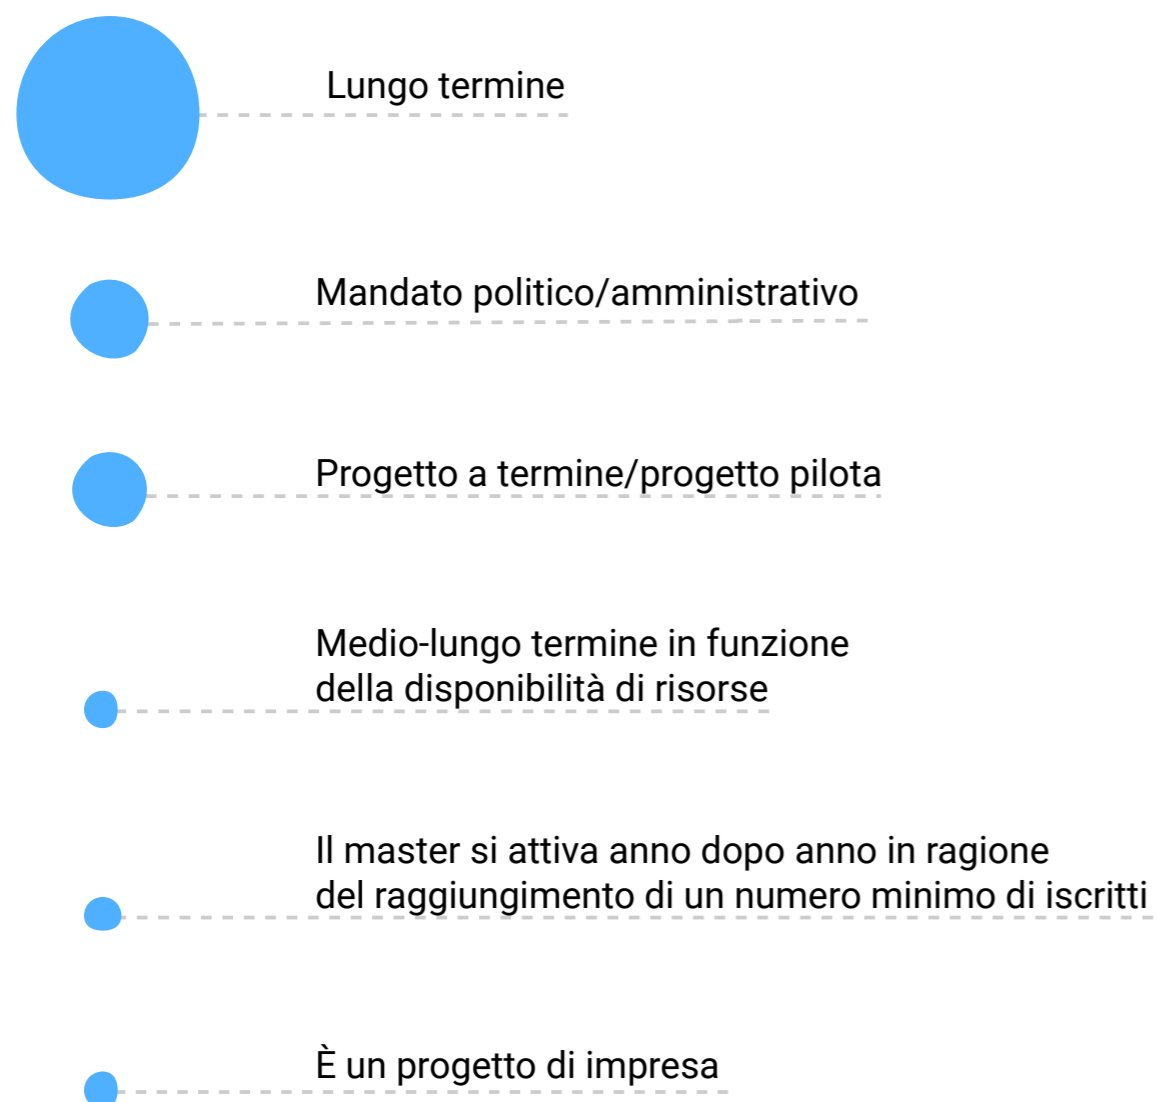 Lungo termine
Mandato politico/amministrativo
Progetto a termine/progetto pilota
Medio-lungo termine in funzione
della disponibilità di risorse
Il master si attiva anno dopo anno in ragione
del raggiungimento di un numero minimo di iscritti
È un progetto di impresa